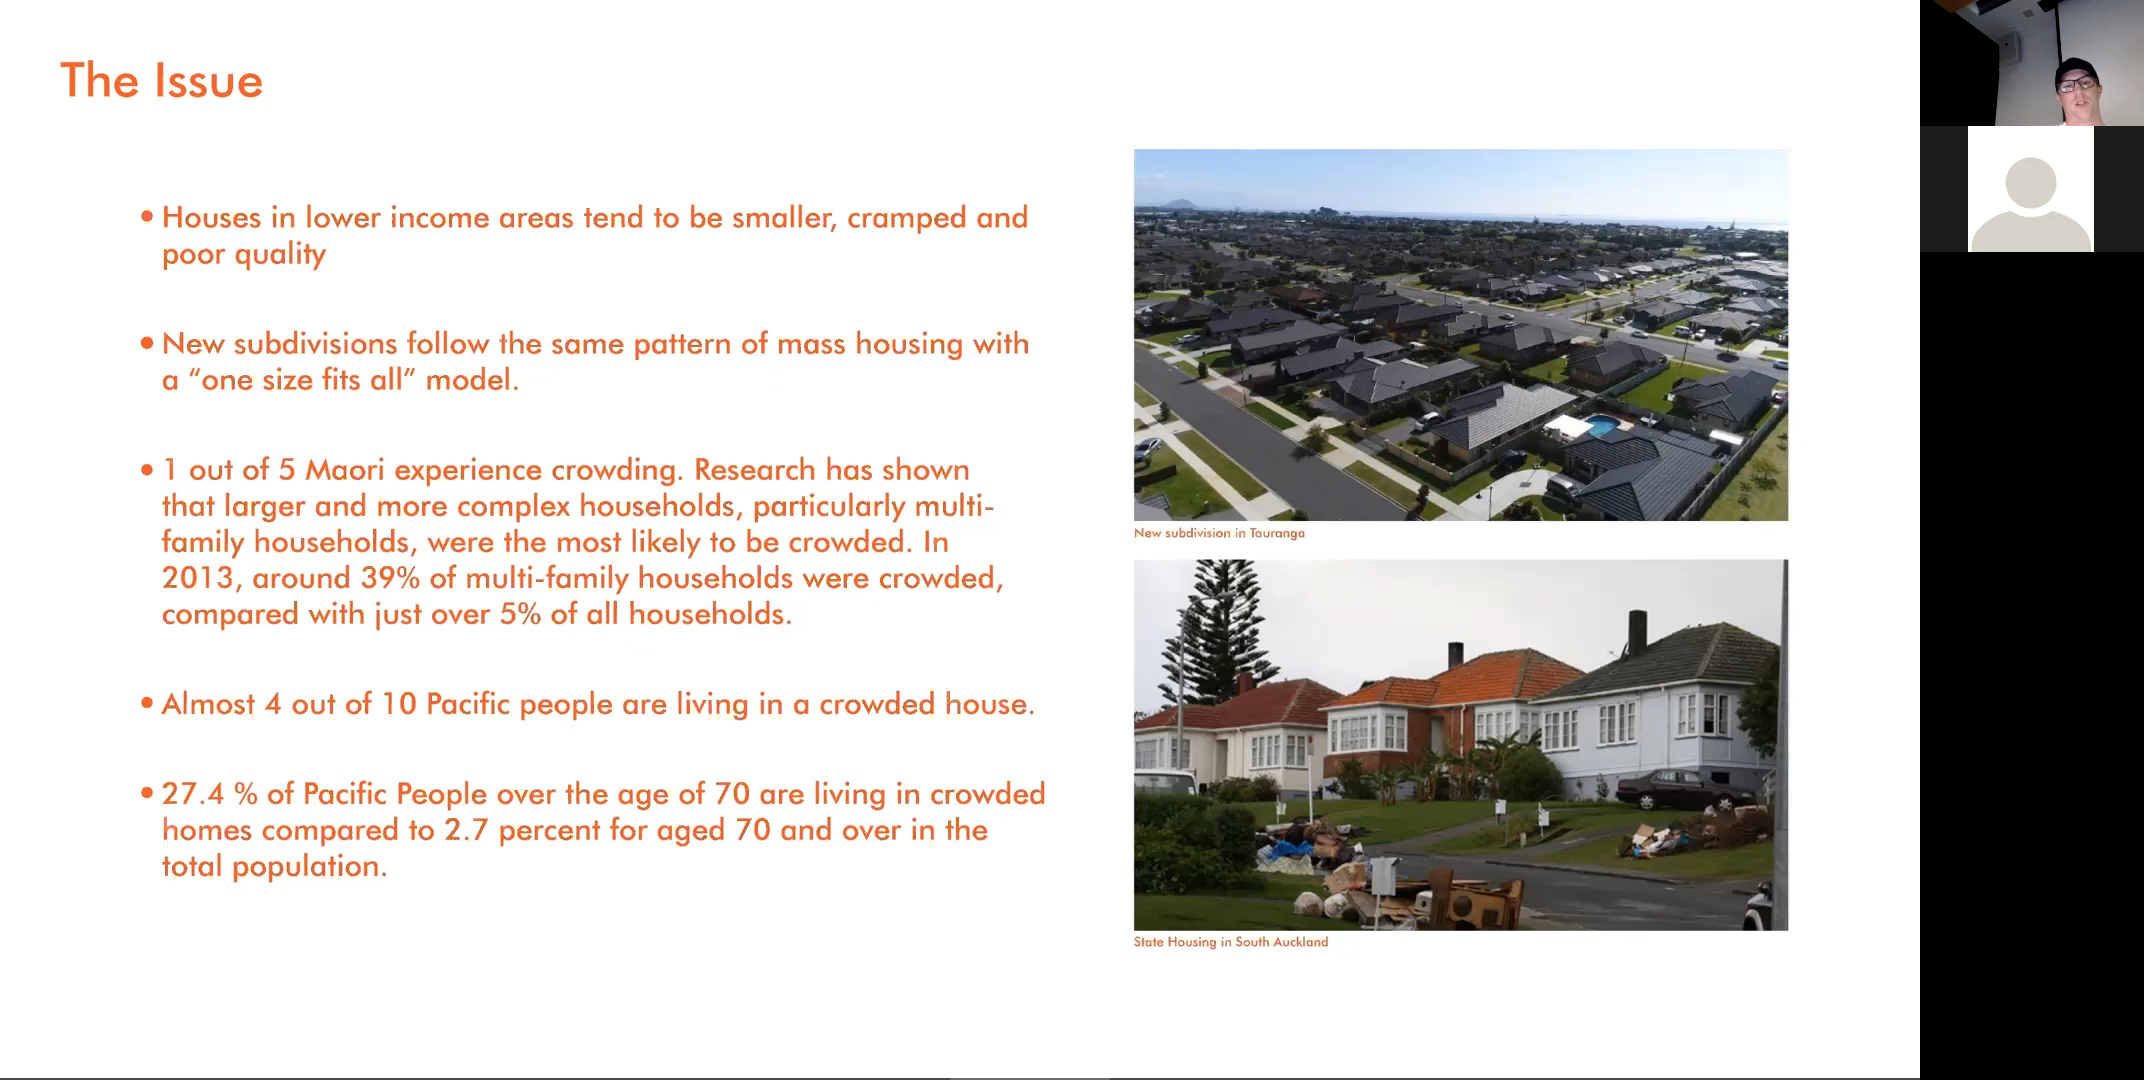 The Issue
• Houses in lower income areas tend to be smaller, cramped and
poor quality
• New subdivisions follow the same pattern of mass housing with
a “one size fits all” model.
• 1 out of 5 Maori experience crowding. Research has shown
that larger and more complex households, particularly multi-
family households, were the most likely to be crowded. In
2013, around 39% of multi-family households were crowded,
compared with just over 5% of all households.
• Almost 4 out of 10 Pacific people are living in a crowded house.
• 27.4 % of Pacific People over the age of 70 are living in crowded
homes compared to 2.7 percent for aged 70 and over in the
total population.
New subdivision in Tauranga
State Housing in South Auckland